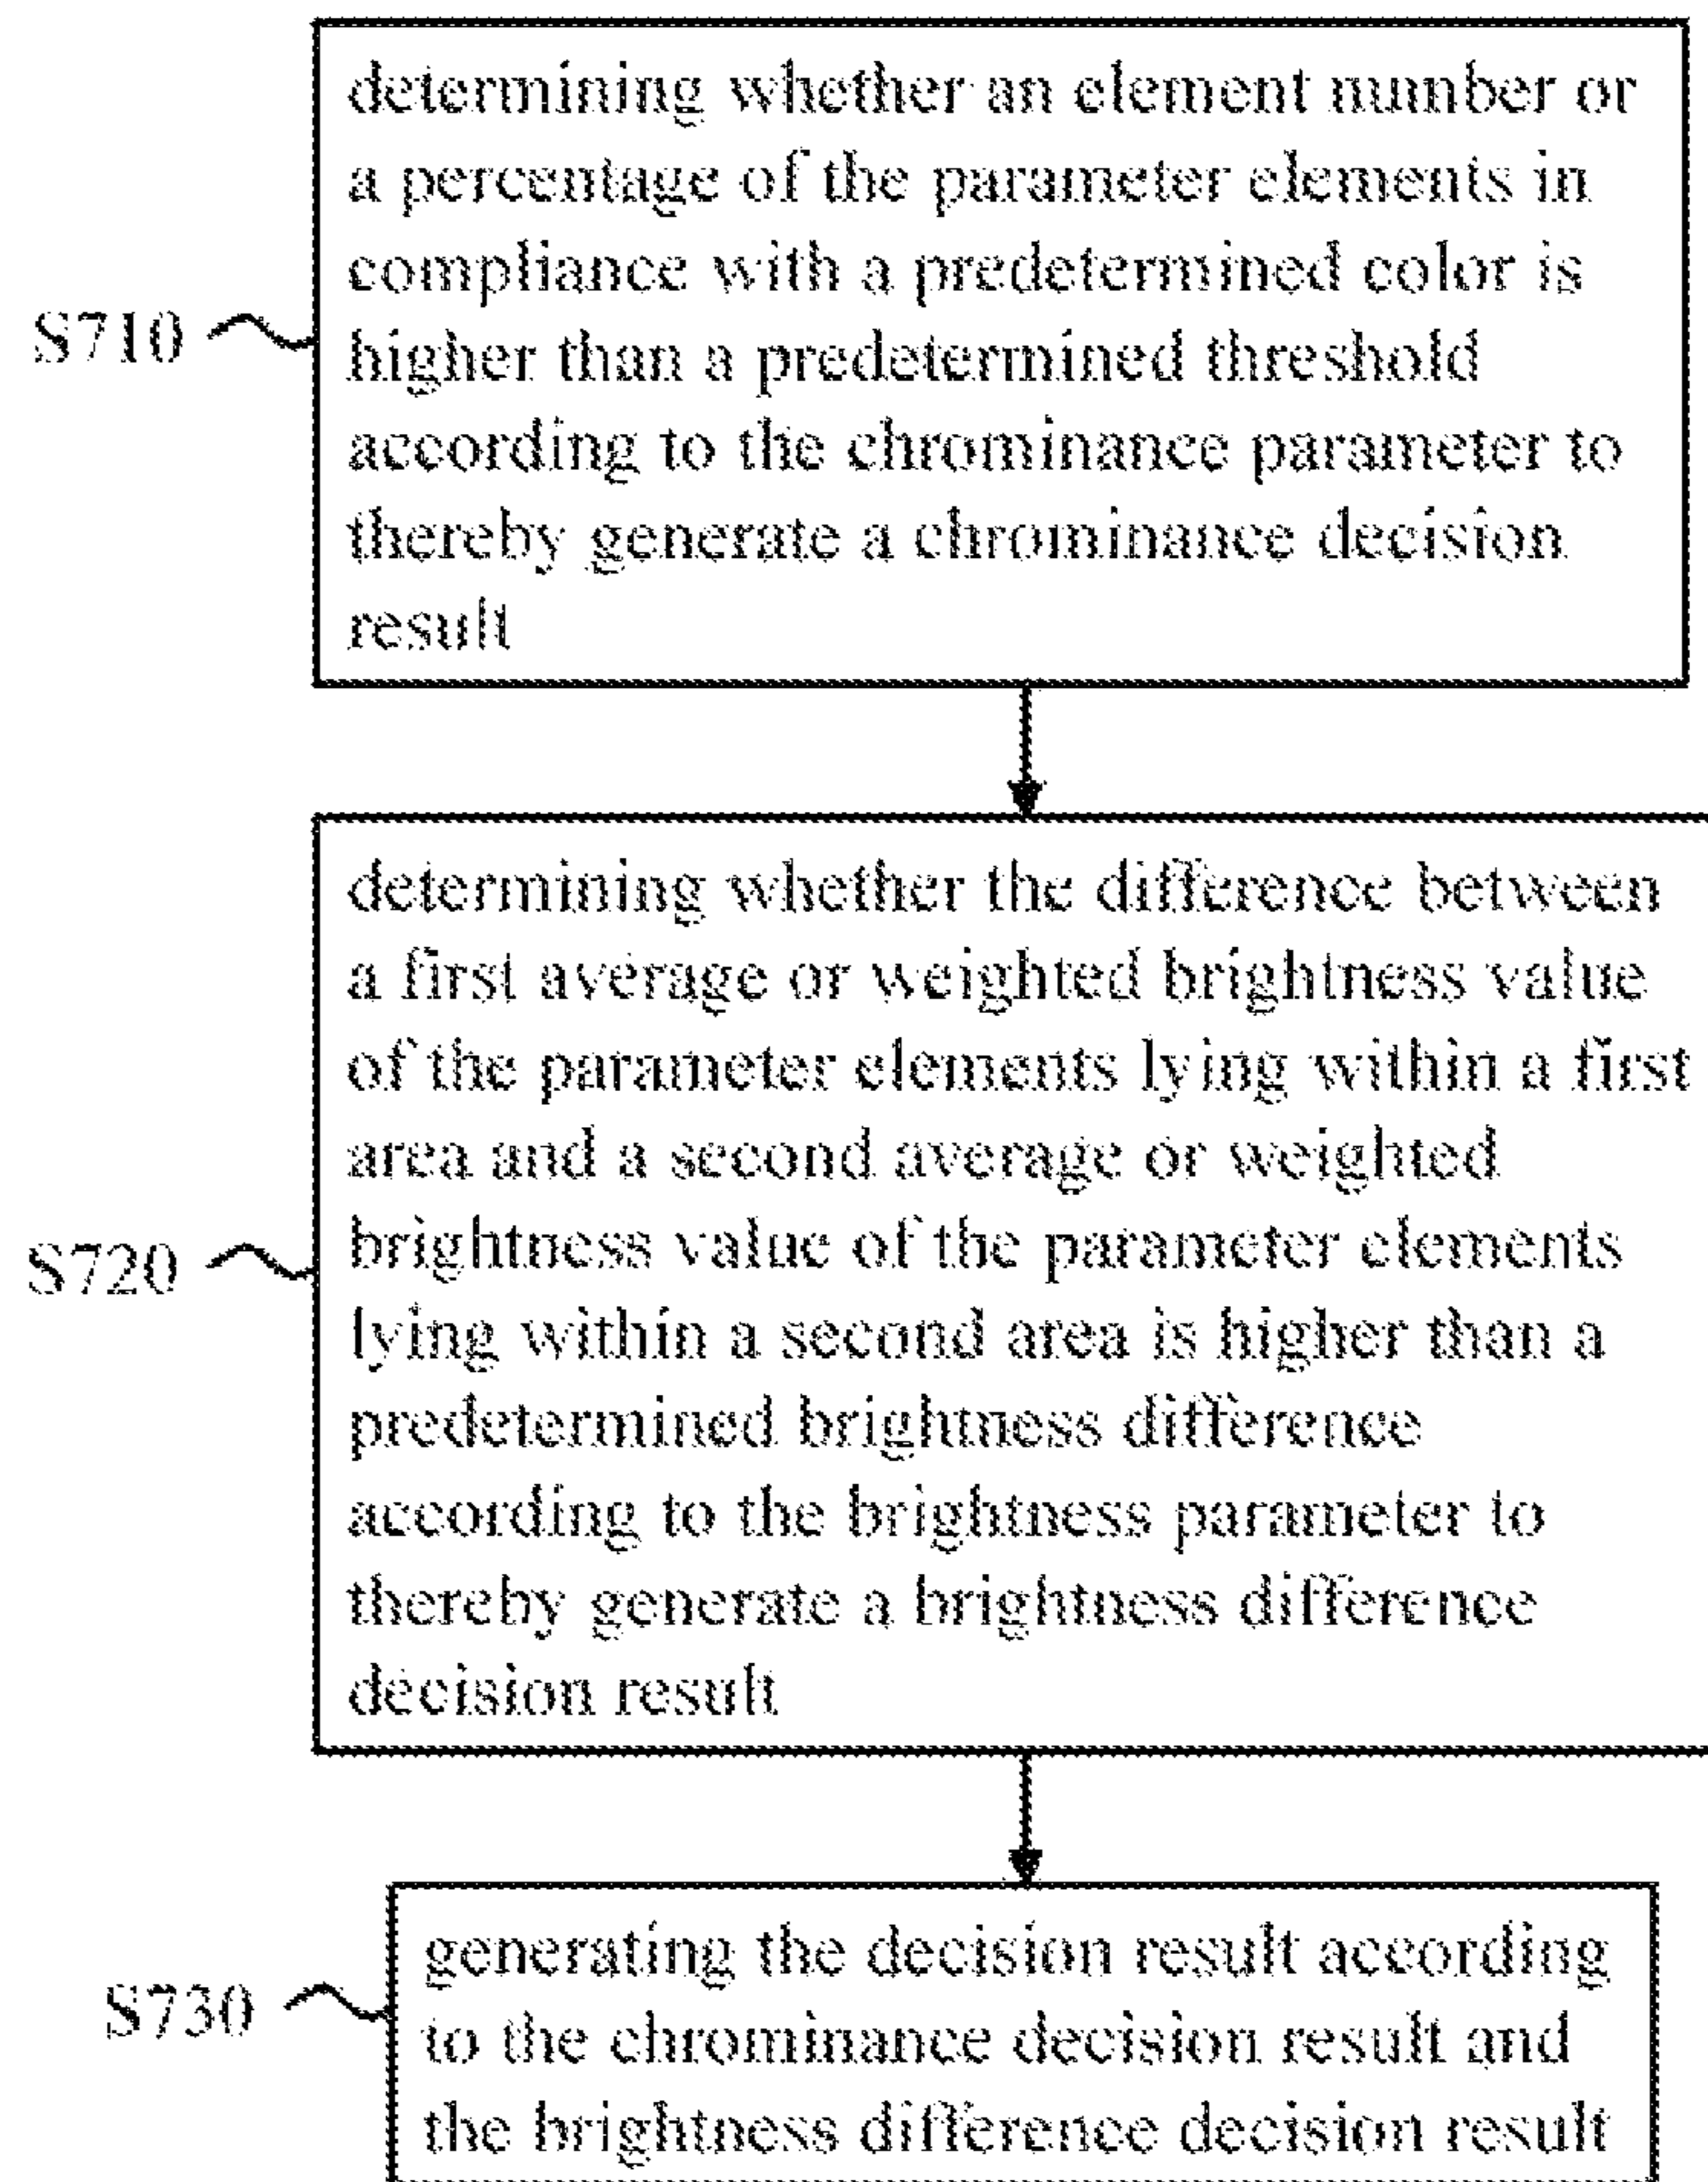 determining whether an element number or
a percentage of the parameter elements in
compliance with a predetermined color is
S710
higher than a predetermined threshold
according to the chrominance parameter to
thereby generate a chrominance decision
result
determining whether the difference between
a first average or weighted brightness value
of the parameter elements lying within a first
area and a second average or weighted
S720
brightness value of the parameter elements
lying within a second area is higher than a
predetermined brightness difference
according to the brightness parameter to
thereby generate a brightness difference
decision result
S730
generating the decision result according
to the chrominance decision result and
the brightness difference decision result